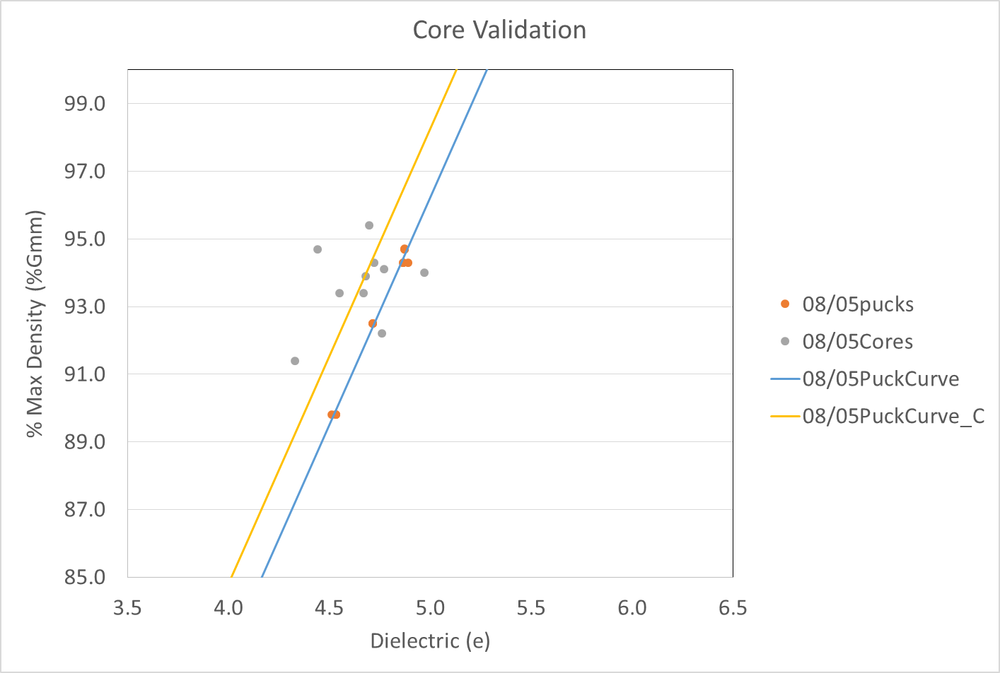 Core Validation
99.0
97.0
95.0
93.0
91.0
89.0
87.0
85.0
% Max Density (%Gmm)
3.5 4.0 4.5 5.0 5.5 6.0 6.5
Dielectric (e)
08/05pucks
08/05Cores
08/05PuckCurve
08/05PuckCurve_C